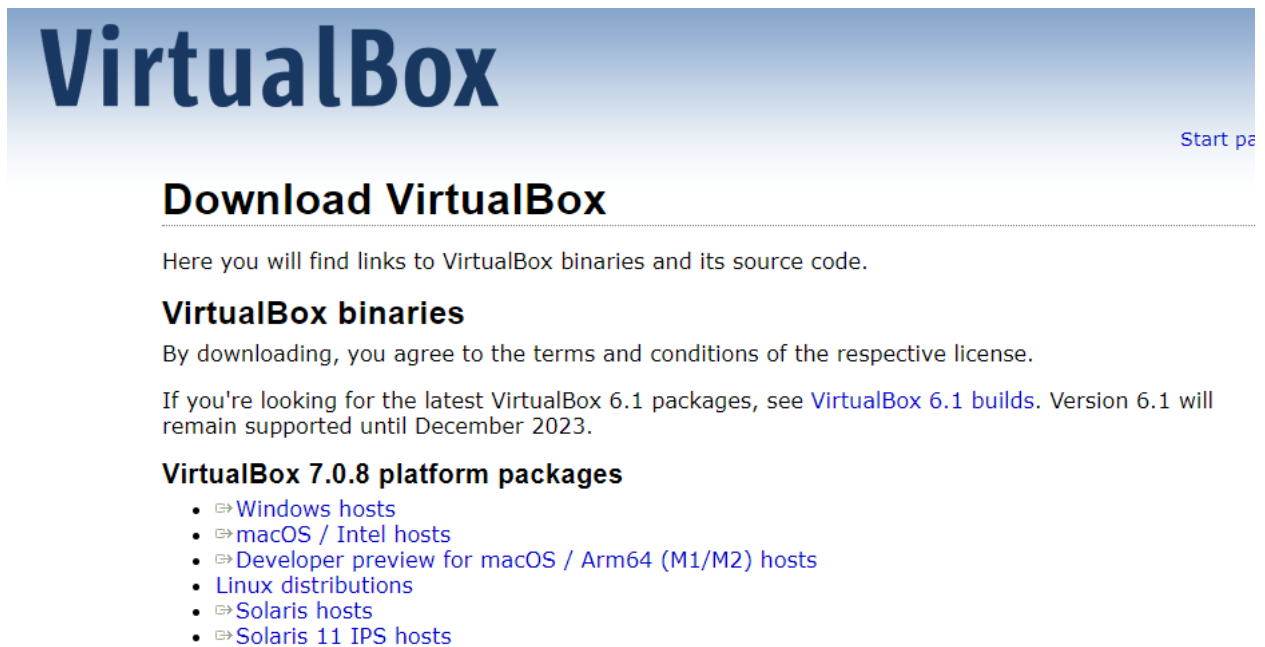 VirtualBox
Start pa
Download VirtualBox
Here you will find links to VirtualBox binaries and its source code.
VirtualBox binaries
By downloading, you agree to the terms and conditions of the respective license.
If you're looking for the latest VirtualBox 6.1 packages, see VirtualBox 6.1 builds. Version 6.1 will
remain supported until December 2023.
VirtualBox 7.0.8 platform packages
Windows hosts
macOS / Intel hosts
Developer preview for macOS / Arm64 (M1/M2) hosts
Linux distributions
Solaris hosts
Solaris 11 IPS hosts